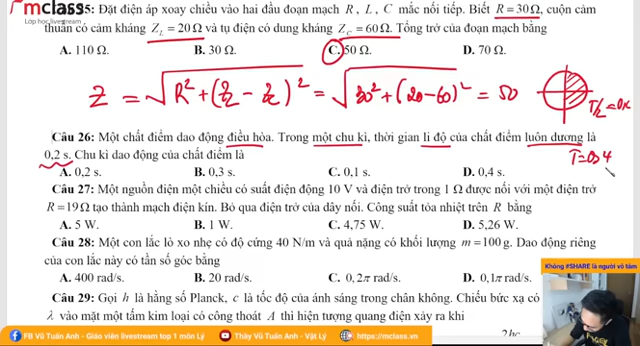 mclass
Lớp học livestream
5: Đặt điện áp xoay chiều vào hai đầu đoạn mạch R, L, C mắc nối tiếp. Biết R = 30 Ω, cuộn cảm
thuần có cảm kháng Z_L = 20 Ω và tụ điện có dung kháng Z_C = 60 Ω. Tổng trở của đoạn mạch bằng
A. 110 Ω. B. 30 Ω. C. 50 Ω. D. 70 Ω.
Z = √R² + (Z_L - Z_C)² = √30² + (20-60)² = 50
Câu 26: Một chất điểm dao động điều hòa. Trong một chu kì, thời gian li độ của chất điểm luôn dương là
0,2 s. Chu kì dao động của chất điểm là
T = 0,4
A. 0,2 s. B. 0,3 s. C. 0,1 s. D. 0,4 s.
Câu 27: Một nguồn điện một chiều có suất điện động 10 V và điện trở trong 1 Ω được nối với một điện trở
R = 19 Ω tạo thành mạch điện kín. Bỏ qua điện trở của dây nối. Công suất tỏa nhiệt trên R bằng
A. 5 W. B. 1 W. C. 4,75 W. D. 5,26 W.
Câu 28: Một con lắc lò xo nhẹ có độ cứng 40 N/m và quả nặng có khối lượng m = 100 g. Dao động riêng
của con lắc này có tần số góc bằng
A. 400 rad/s. B. 20 rad/s. C. 0,2π rad/s. D. 0,1π rad/s.
Không #SHARE là người vô tâm
Câu 29: Gọi h là hằng số Planck, c là tốc độ của ánh sáng trong chân không. Chiếu bức xạ có
λ vào mặt một tấm kim loại có công thoát A thì hiện tượng quang điện xảy ra khi
2hc
FB Vũ Tuấn Anh - Giáo viên livestream top 1 môn Lý
Thầy Vũ Tuấn Anh - Vật Lý
https://mclass.vn